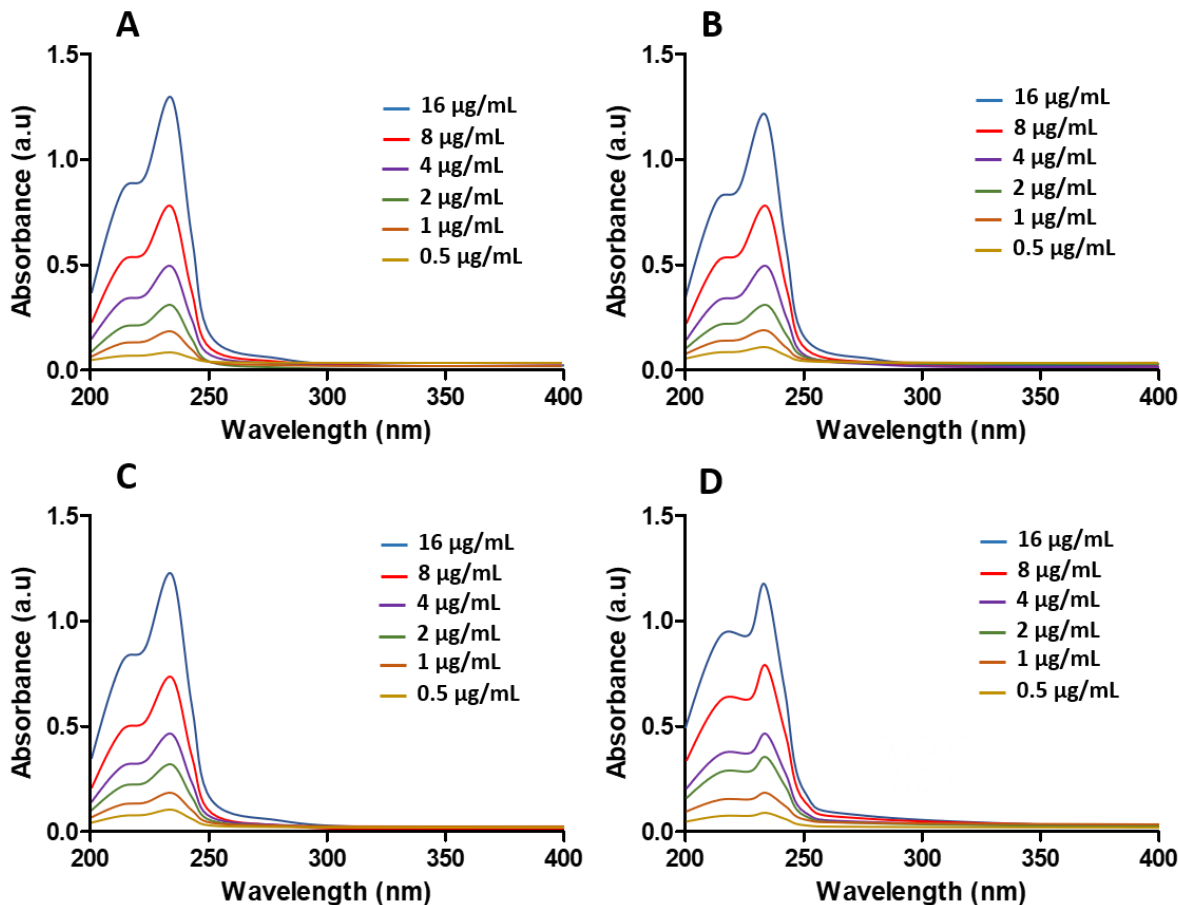 A
1.5
1.0
0.5
0.0
200
250
300
350
400
Absorbance (a.u)
Wavelength (nm)
16 µg/mL
8 µg/mL
4 µg/mL
2 µg/mL
1 µg/mL
0.5 µg/mL
B
1.5
1.0
0.5
0.0
200
250
300
350
400
Absorbance (a.u)
Wavelength (nm)
16 µg/mL
8 µg/mL
4 µg/mL
2 µg/mL
1 µg/mL
0.5 µg/mL
C
1.5
1.0
0.5
0.0
200
250
300
350
400
Absorbance (a.u)
Wavelength (nm)
16 µg/mL
8 µg/mL
4 µg/mL
2 µg/mL
1 µg/mL
0.5 µg/mL
D
1.5
1.0
0.5
0.0
200
250
300
350
400
Absorbance (a.u)
Wavelength (nm)
16 µg/mL
8 µg/mL
4 µg/mL
2 µg/mL
1 µg/mL
0.5 µg/mL